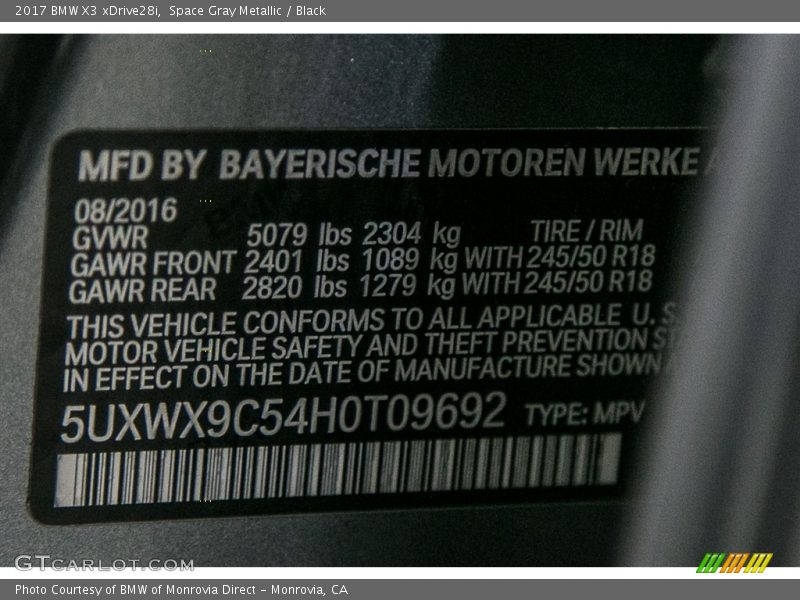 2017 BMW X3 xDrive28i, Space Gray Metallic / Black
MFD BY BAYERISCHE MOTOREN WERKE
08/2016
GVWR 5079 lbs 2304 kg TIRE / RIM
GAWR FRONT 2401 lbs 1089 kg WITH 245/50 R18
GAWR REAR 2820 lbs 1279 kg WITH 245/50 R18
THIS VEHICLE CONFORMS TO ALL APPLICABLE U.S
MOTOR VEHICLE SAFETY AND THEFT PREVENTION
IN EFFECT ON THE DATE OF MANUFACTURE SHOWN
5UXWX9C54H0T09692 TYPE: MPV
GTCARLOT.COM
Photo Courtesy of BMW of Monrovia Direct - Monrovia, CA